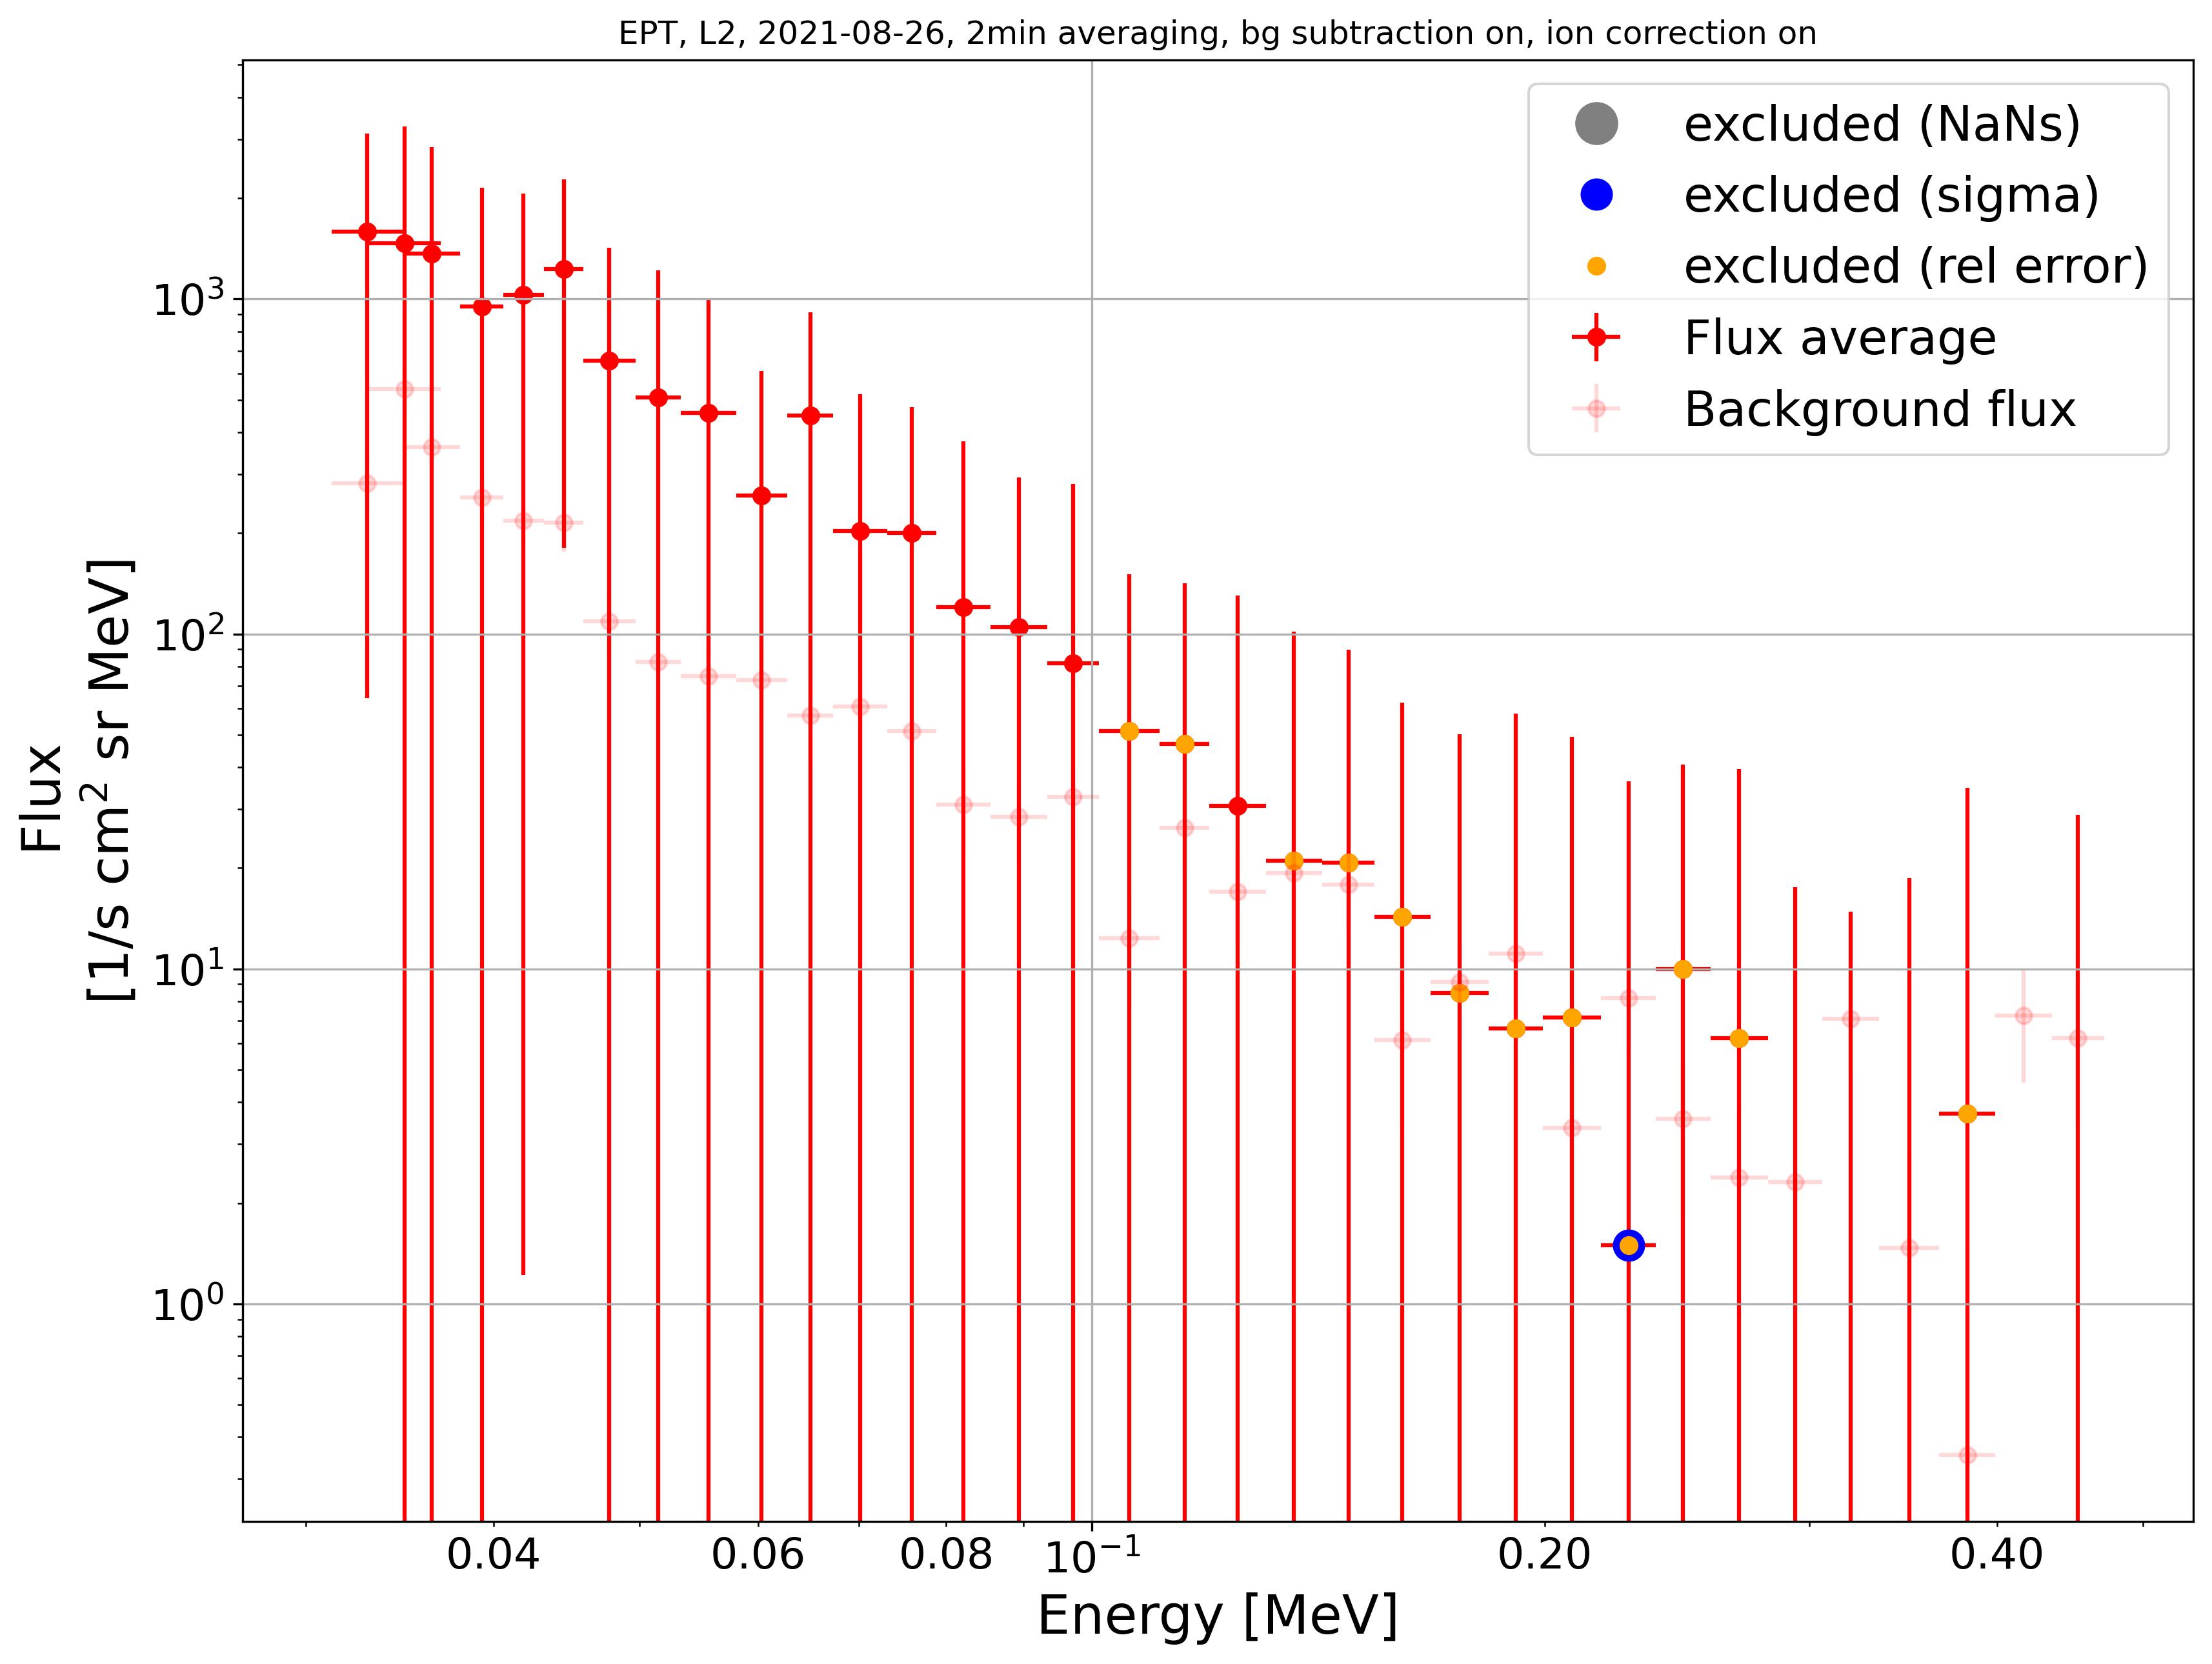 EPT, L2, 2021-08-26, 2min averaging, bg subtraction on, ion correction on
excluded (NaNs)
excluded (sigma)
excluded (rel error)
Flux average
Background flux
Flux
[1/s cm² sr MeV]
10³
10²
10¹
10⁰
0.04
0.06
0.08
10⁻¹
0.20
0.40
Energy [MeV]